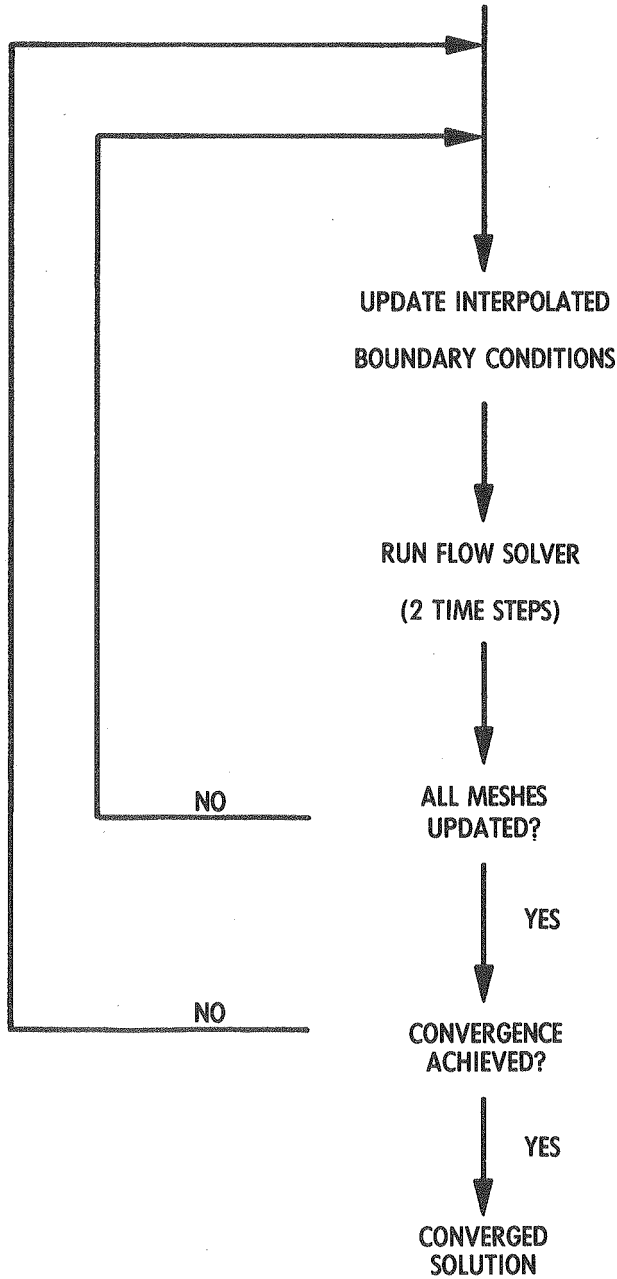 UPDATE INTERPOLATED
BOUNDARY CONDITIONS
RUN FLOW SOLVER
(2 TIME STEPS)
NO
ALL MESHES
UPDATED?
YES
NO
CONVERGENCE
ACHIEVED?
YES
CONVERGED
SOLUTION